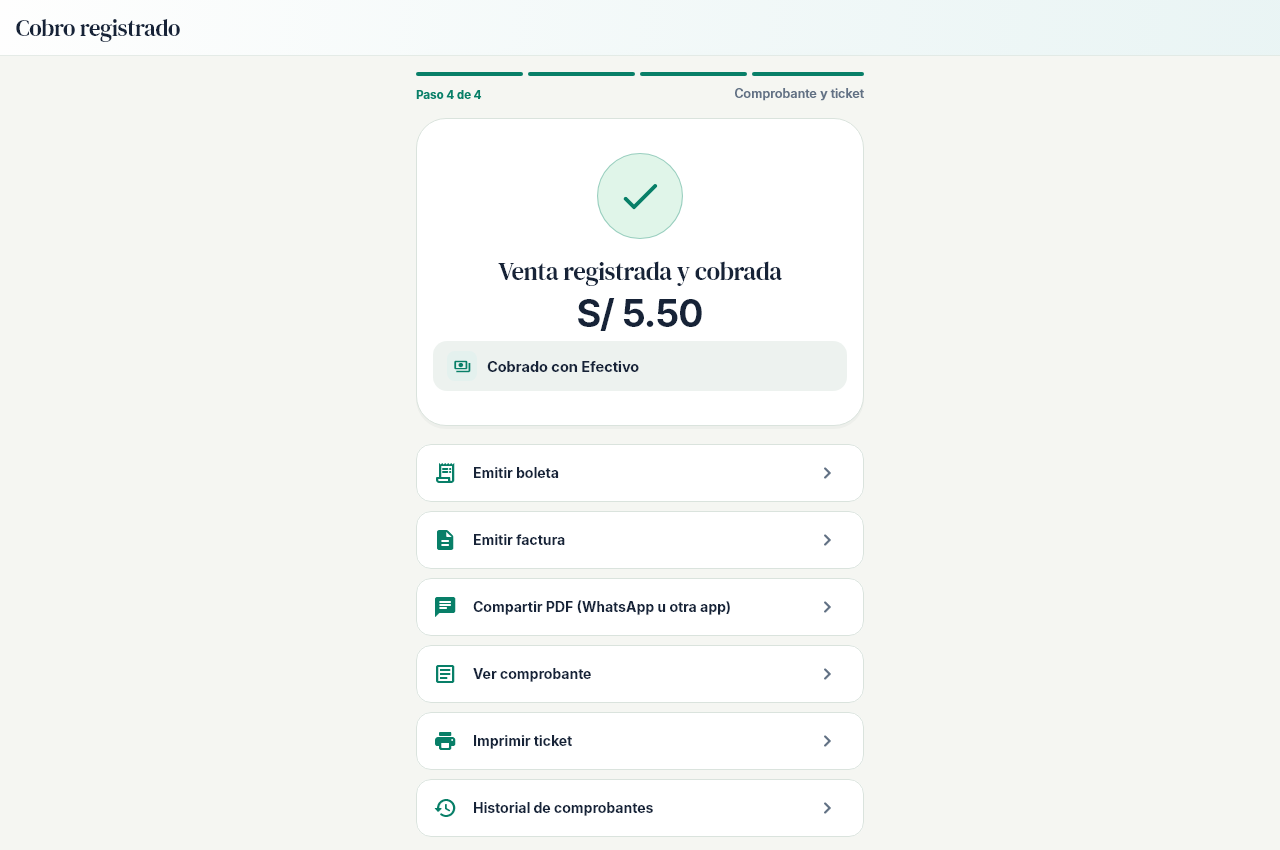 Cobro registrado
Paso 4 de 4
Comprobante y ticket
Venta registrada y cobrada
S/ 5.50
Cobrado con Efectivo
Emitir boleta
Emitir factura
Compartir PDF (WhatsApp u otra app)
Ver comprobante
Imprimir ticket
Historial de comprobantes